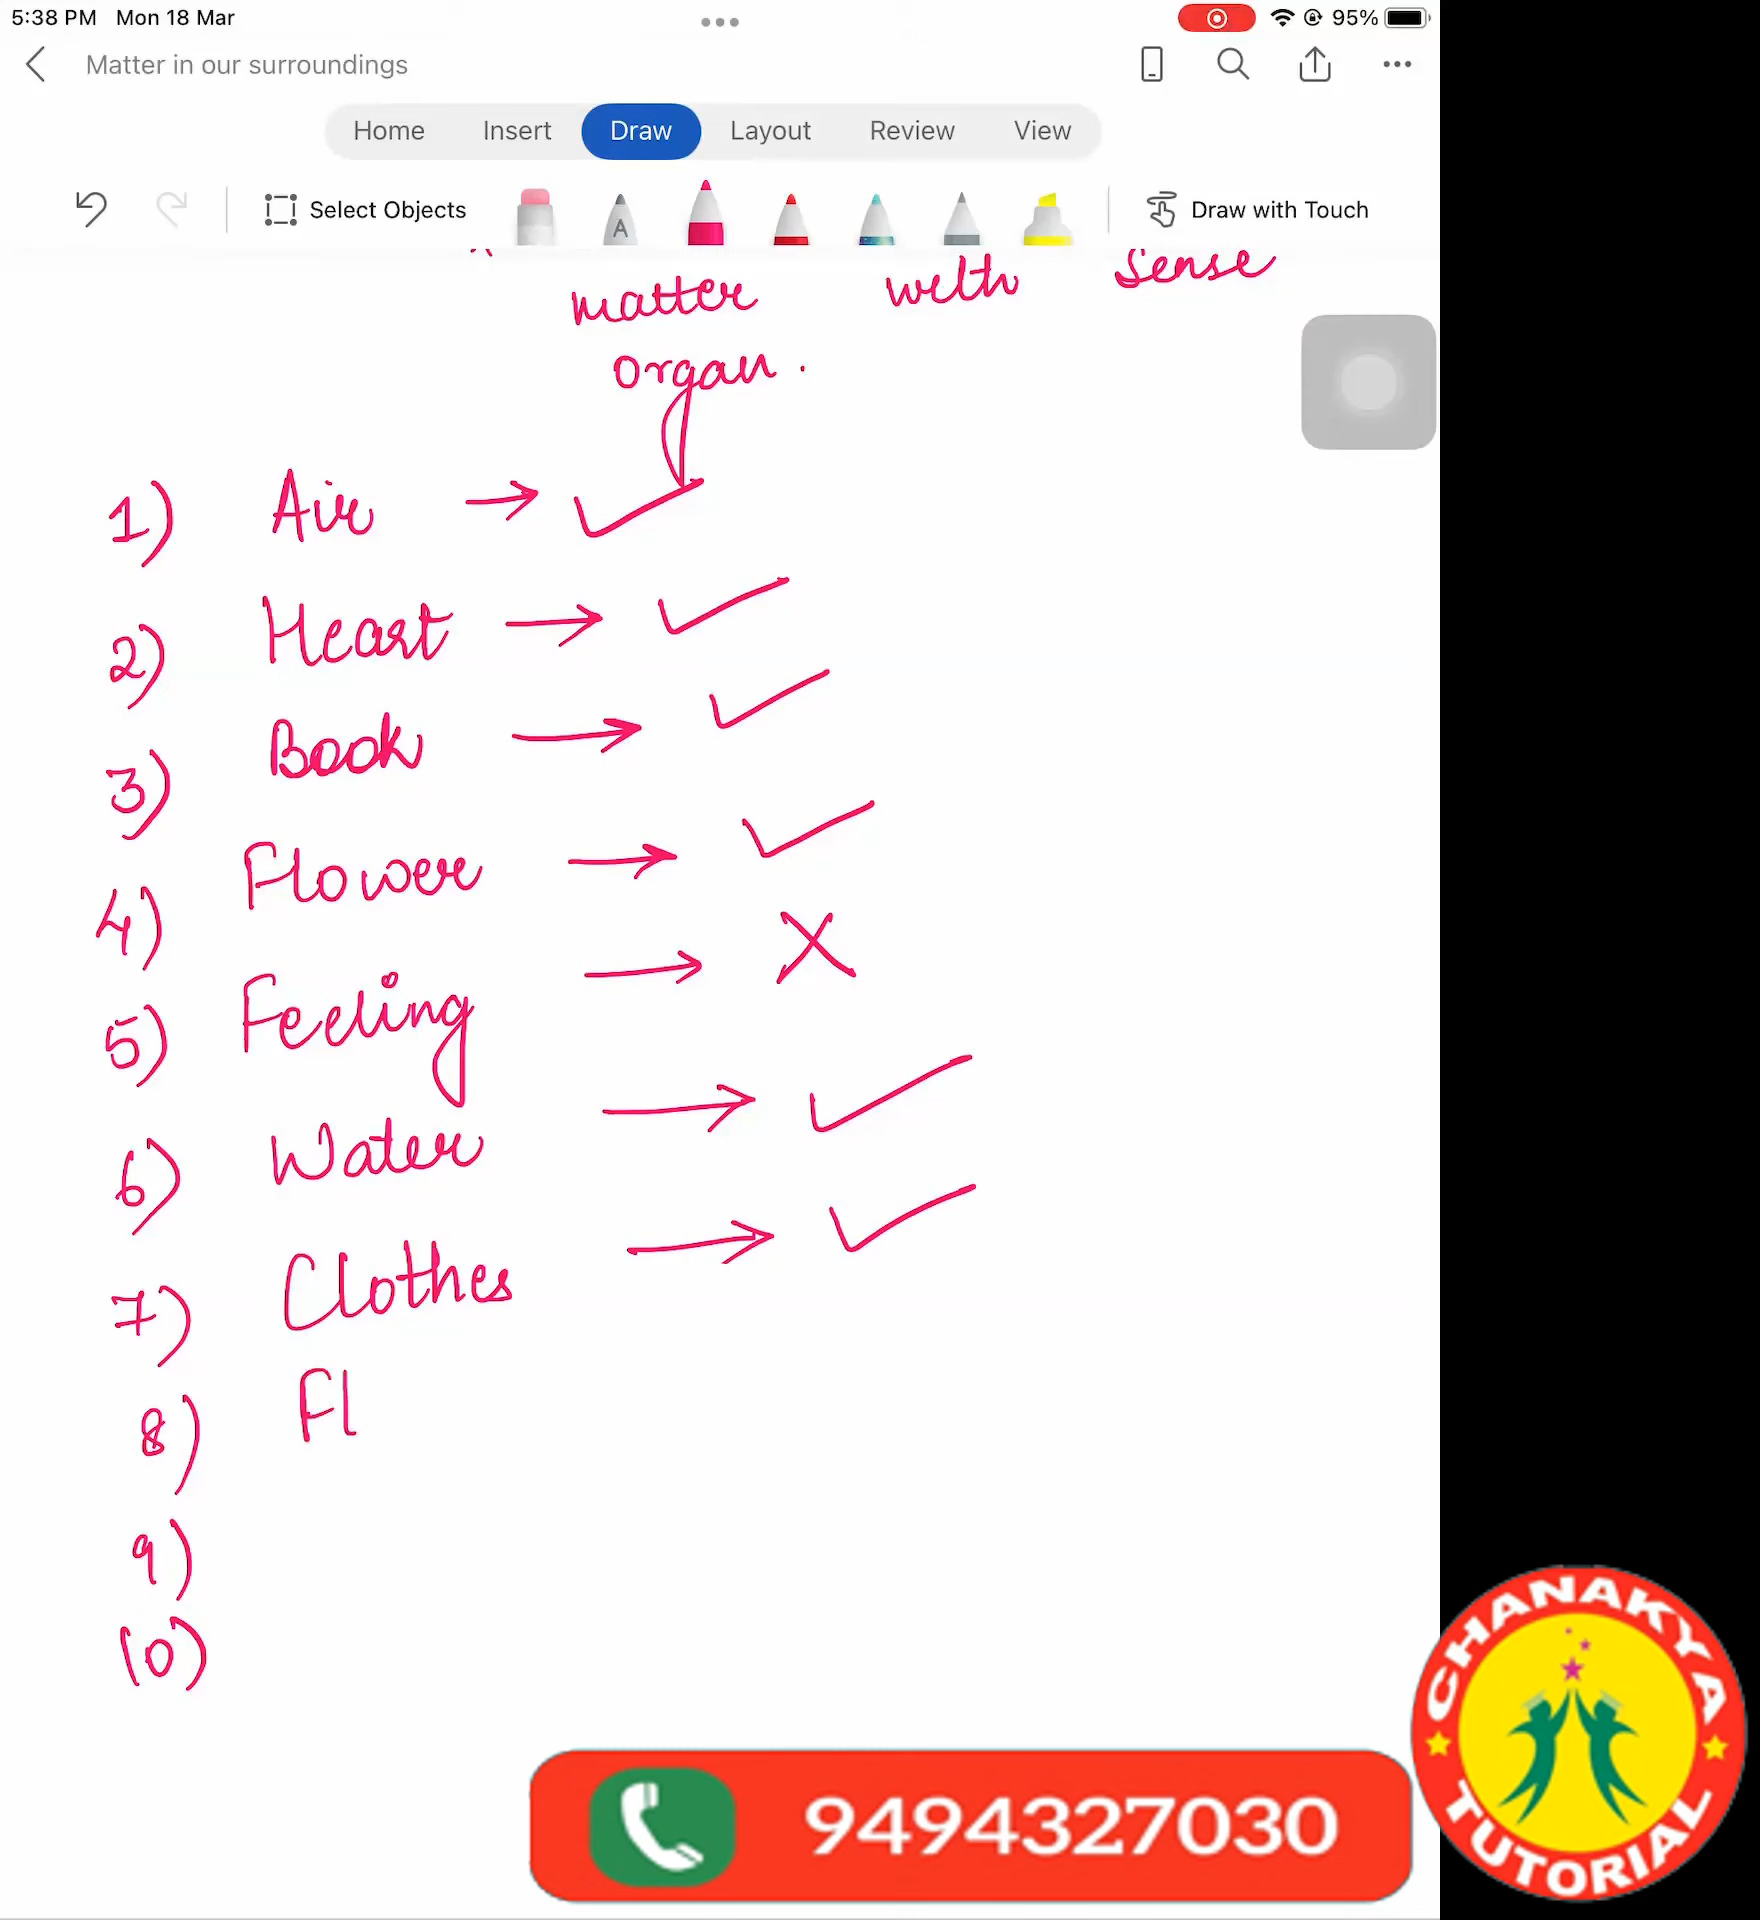 5:38 PM Mon 18 Mar
95%
Matter in our surroundings
Home Insert Draw Layout Review View
Select Objects A Draw with Touch
matter with sense
organ.
1) Air → ✓
2) Heart → ✓
3) Book → ✓
4) Flower → ✓
5) Feeling → X
6) Water → ✓
7) Clothes → ✓
8) Fl
9)
10)
9494327030
CHANAKYA
TUTORIAL